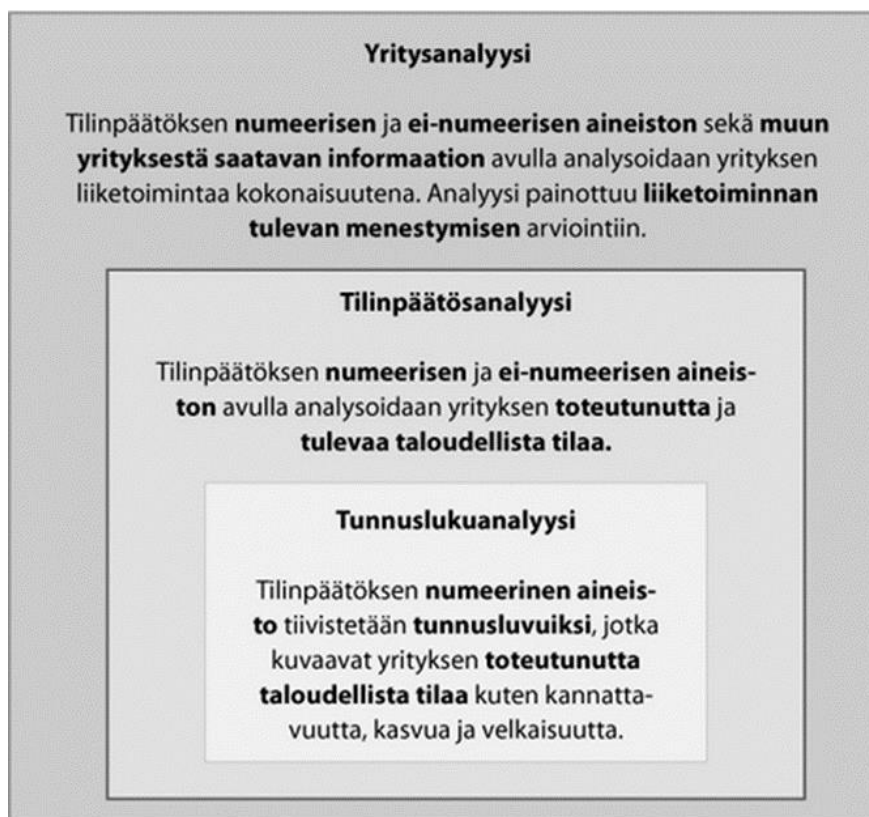 Yritysanalyysi
Tilinpäätöksen numeerisen ja ei-numeerisen aineiston sekä muun
yrityksestä saatavan informaation avulla analysoidaan yrityksen
liiketoimintaa kokonaisuutena. Analyysi painottuu liiketoiminnan
tulevan menestymisen arviointiin.
Tilinpäätösanalyysi
Tilinpäätöksen numeerisen ja ei-numeerisen aineis-
ton avulla analysoidaan yrityksen toteutunutta ja
tulevaa taloudellista tilaa.
Tunnuslukuanalyysi
Tilinpäätöksen numeerinen aineis-
to tiivistetään tunnusluvuiksi, jotka
kuvaavat yrityksen toteutunutta
taloudellista tilaa kuten kannatta-
vuutta, kasvua ja velkaisuutta.